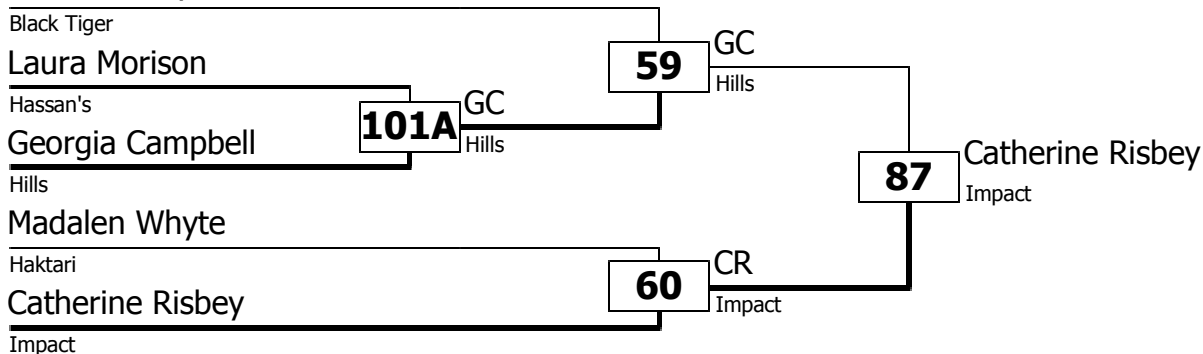 Black Tiger
Laura Morison
Hassan's
Georgia Campbell
Hills
Madalen Whyte
Haktari
Catherine Risbey
Impact
101A
GC
Hills
59
GC
Hills
60
CR
Impact
87
Catherine Risbey
Impact